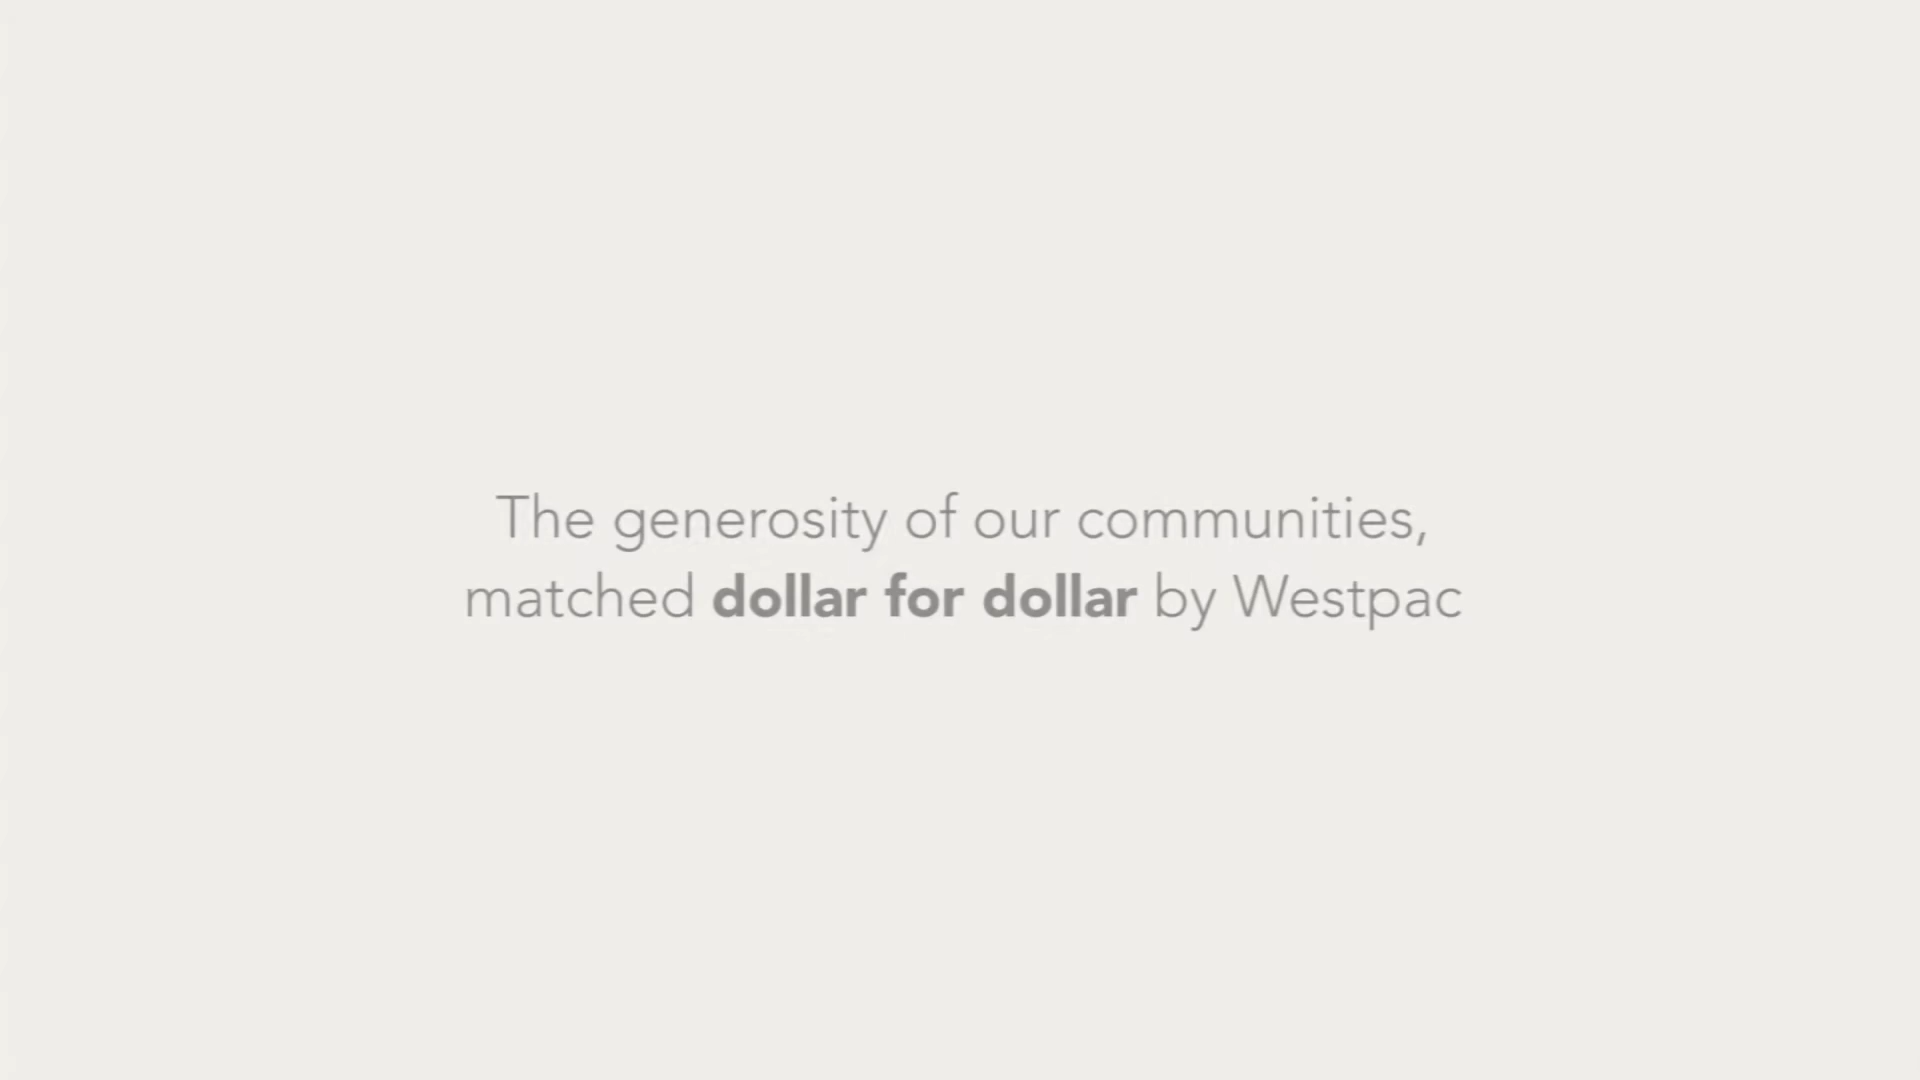 The generosity of our communities,
matched dollar for dollar by Westpac